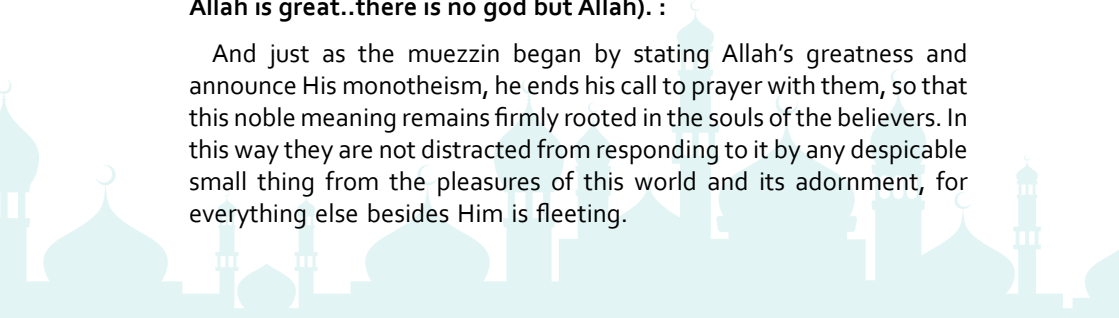 Allah is great..there is no god but Allah). :
And just as the muezzin began by stating Allah's greatness and
announce His monotheism, he ends his call to prayer with them, so that
this noble meaning remains firmly rooted in the souls of the believers. In
this way they are not distracted from responding to it by any despicable
small thing from the pleasures of this world and its adornment, for
everything else besides Him is fleeting.